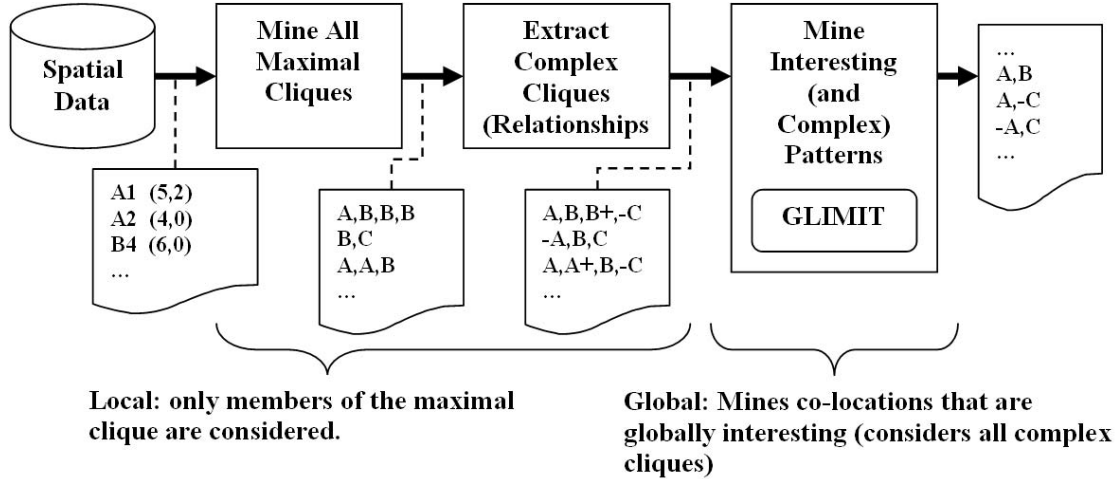 Spatial
Data
Mine All
Maximal
Cliques
Extract
Complex
Cliques
(Relationships
Mine
Interesting
(and
Complex)
Patterns
GLIMIT
...
A,B
A,-C
-A,C
...
A1 (5,2)
A2 (4,0)
B4 (6,0)
...
A,B,B,B
B,C
A,A,B
...
A,B,B+,-C
-A,B,C
A,A+,B,-C
...
Local: only members of the maximal
clique are considered.
Global: Mines co-locations that are
globally interesting (considers all complex
cliques)